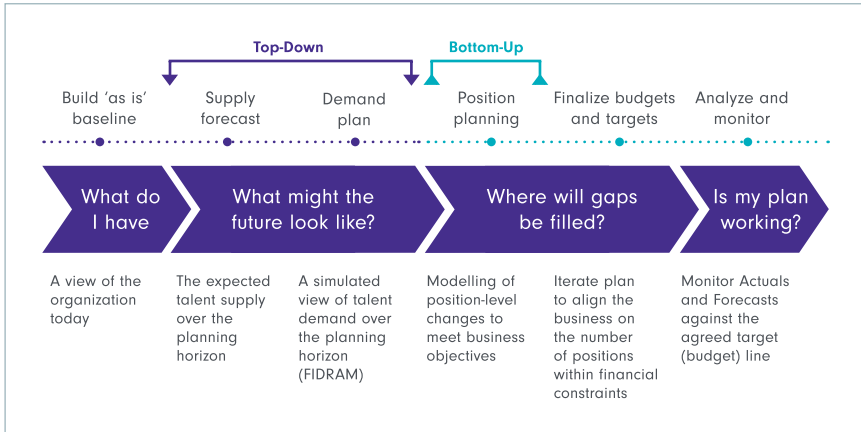 Top-Down
Bottom-Up
Build ‘as is’
baseline
Supply
forecast
Demand
plan
Position
planning
Finalize budgets
and targets
Analyze and
monitor
What do
I have
What might the
future look like?
Where will gaps
be filled?
Is my plan
working?
A view of the
organization
today
The expected
talent supply
over the
planning
horizon
A simulated
view of talent
demand over
the planning
horizon
(FIDRAM)
Modelling of
position-level
changes to
meet business
objectives
Iterate plan
to align the
business on
the number
of positions
within financial
constraints
Monitor Actuals
and Forecasts
against the
agreed target
(budget) line